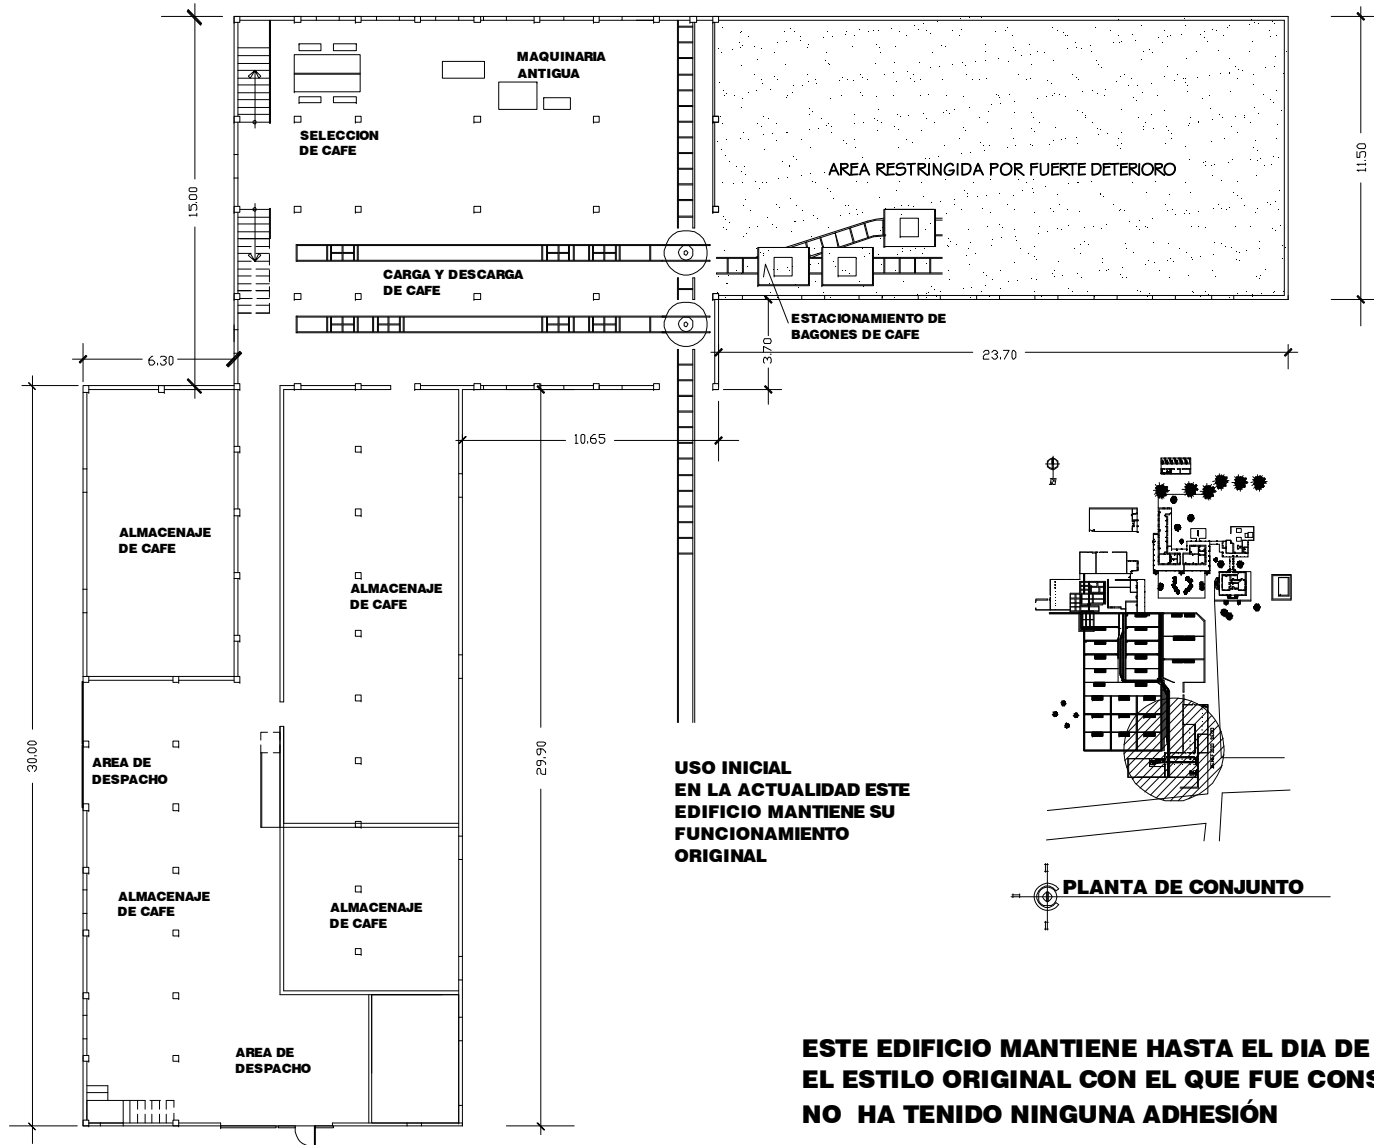 MAQUINARIA
ANTIGUA
SELECCION
DE CAFE
AREA RESTRINGIDA POR FUERTE DETERIORO
15.00
11.50
CARGA Y DESCARGA
DE CAFE
ESTACIONAMIENTO DE
BAGONES DE CAFE
6.30
3.70
23.70
10.65
ALMACENAJE
DE CAFE
ALMACENAJE
DE CAFE
30.00
29.90
AREA DE
DESPACHO
USO INICIAL
EN LA ACTUALIDAD ESTE
EDIFICIO MANTIENE SU
FUNCIONAMIENTO
ORIGINAL
ALMACENAJE
DE CAFE
ALMACENAJE
DE CAFE
PLANTA DE CONJUNTO
AREA DE
DESPACHO
ESTE EDIFICIO MANTIENE HASTA EL DIA DE
EL ESTILO ORIGINAL CON EL QUE FUE CONS
NO HA TENIDO NINGUNA ADHESIÓN